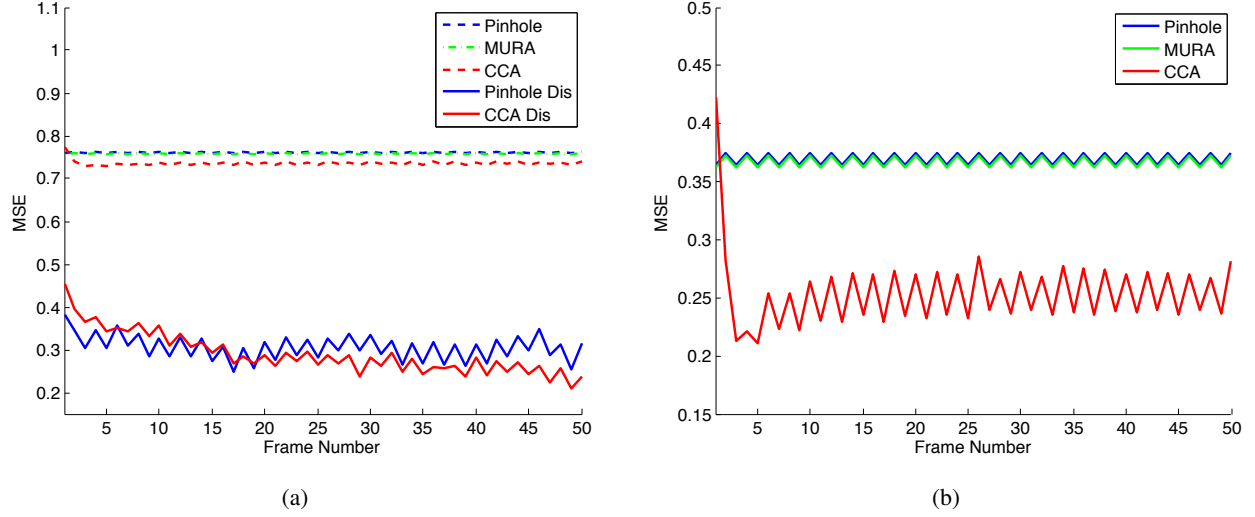 1.1
1
0.9
0.8
0.7
0.6
0.5
0.4
0.3
0.2
MSE
5 10 15 20 25 30 35 40 45 50
Frame Number
Pinhole
MURA
CCA
Pinhole Dis
CCA Dis
(a)
0.5
0.45
0.4
0.35
0.3
0.25
0.2
0.15
MSE
5 10 15 20 25 30 35 40 45 50
Frame Number
Pinhole
MURA
CCA
(b)